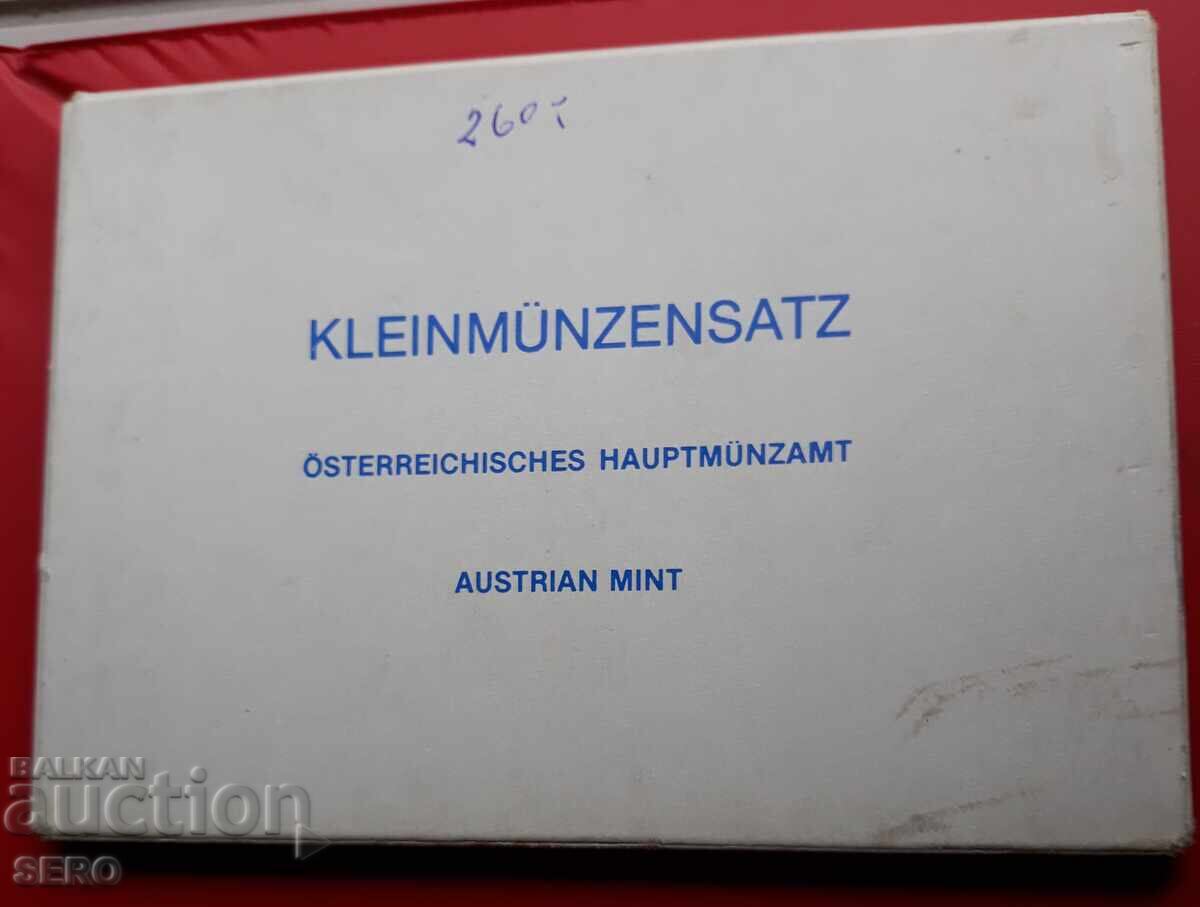 260,-
KLEINMÜNZENSATZ
ÖSTERREICHISCHES HAUPTMÜNZAMT
AUSTRIAN MINT
BALKAN
auction
SERO